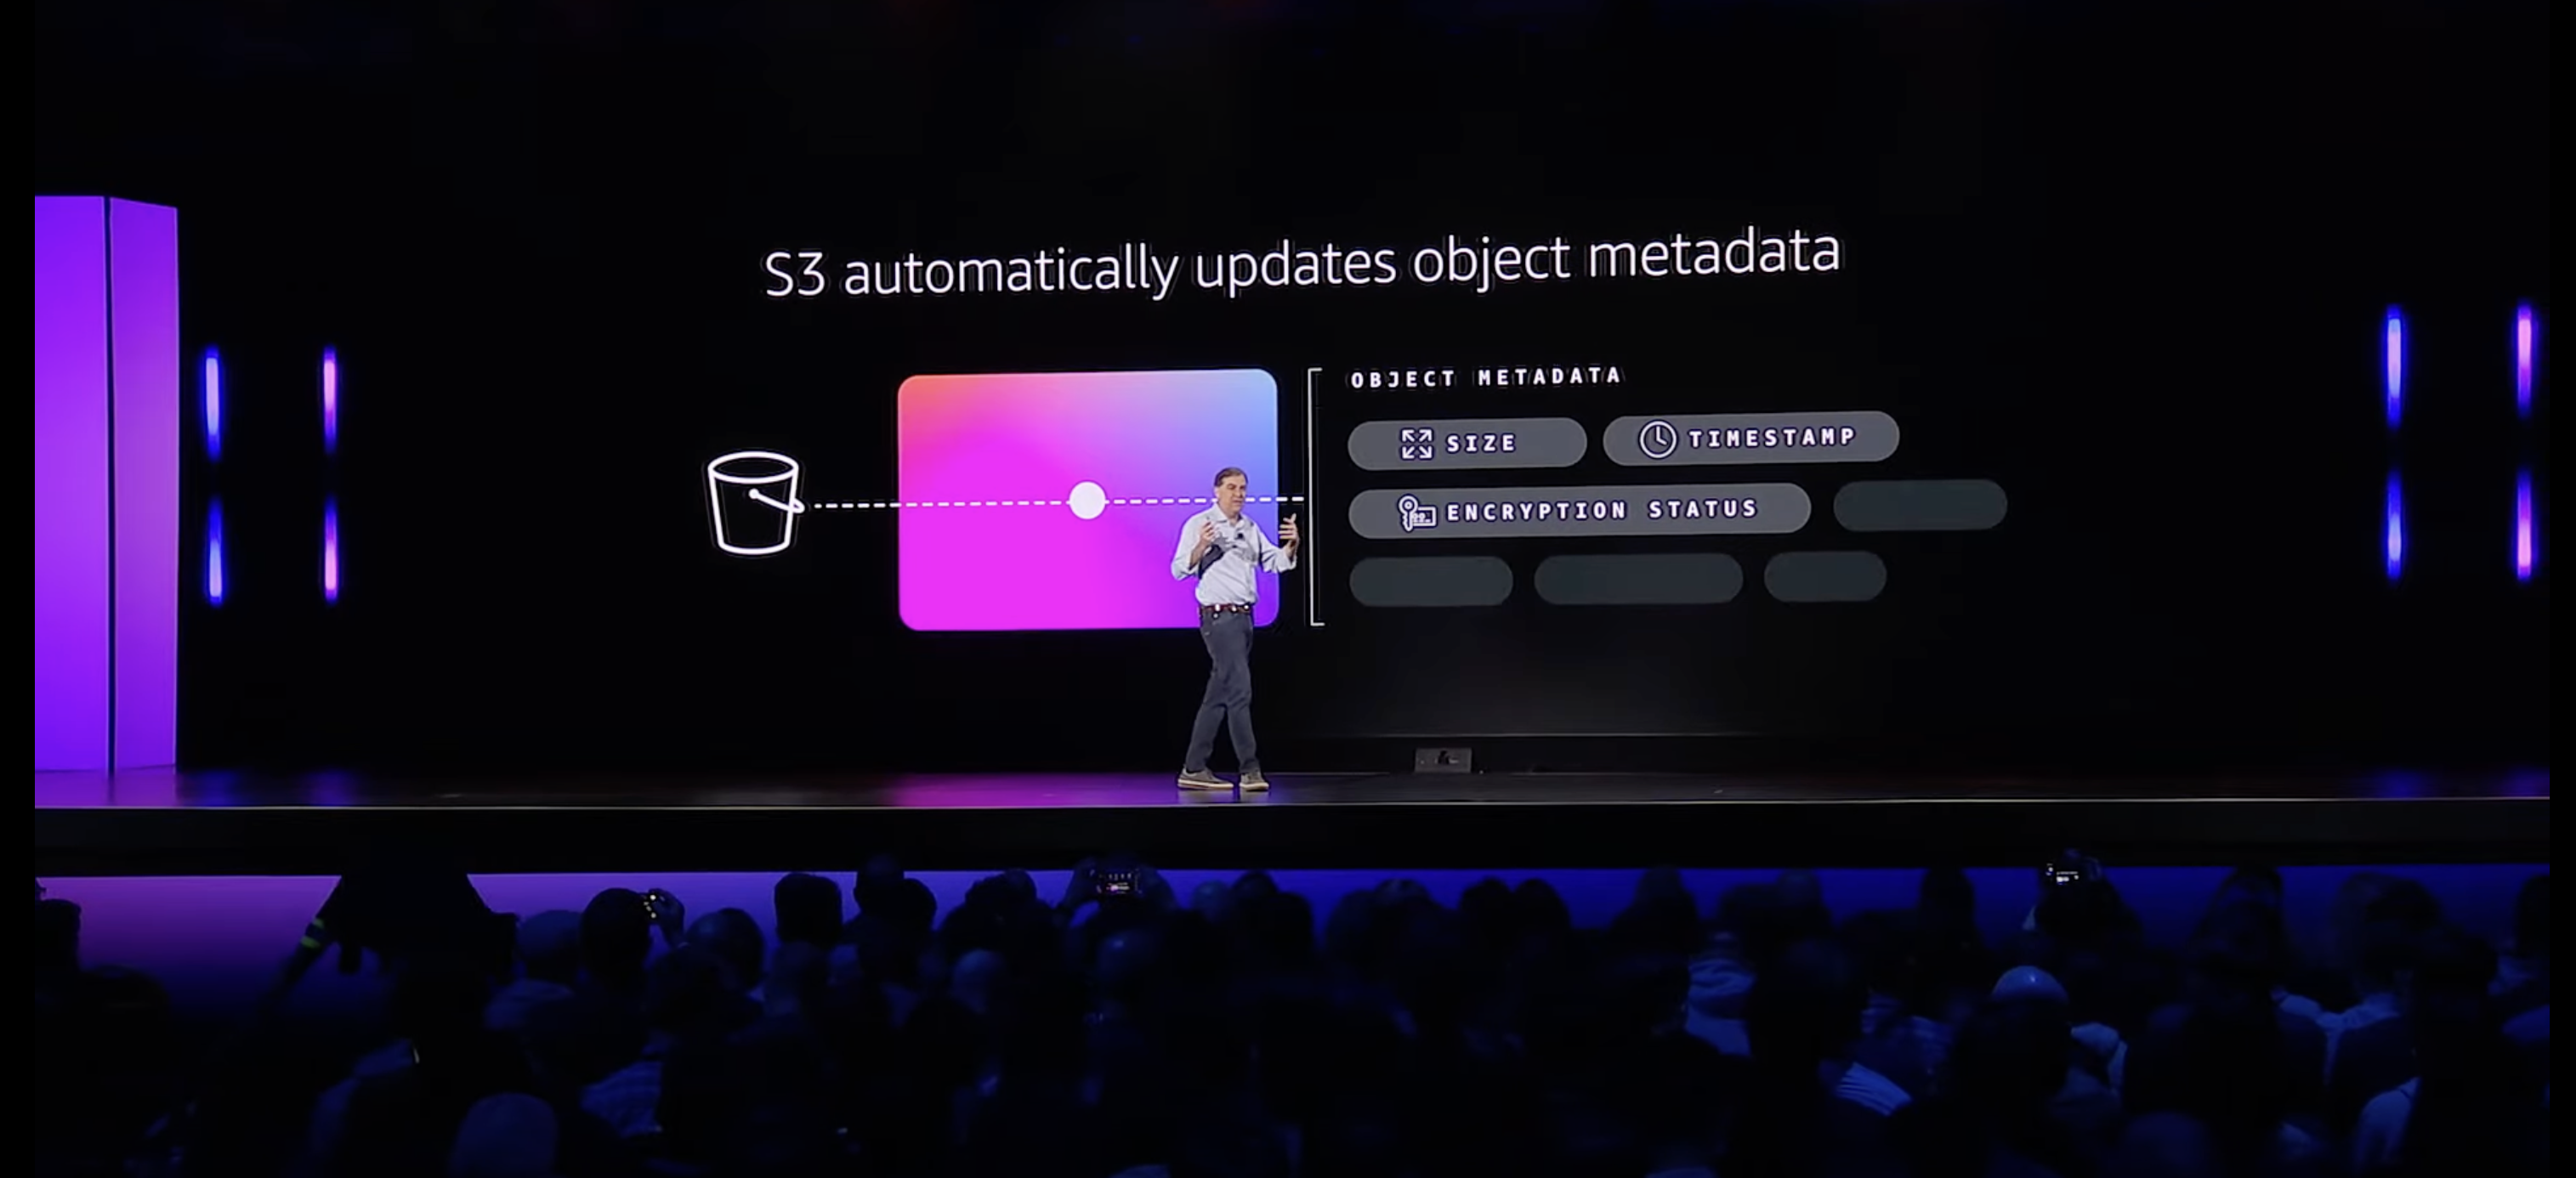 S3 automatically updates object metadata
OBJECT METADATA
SIZE
TIMESTAMP
ENCRYPTION STATUS